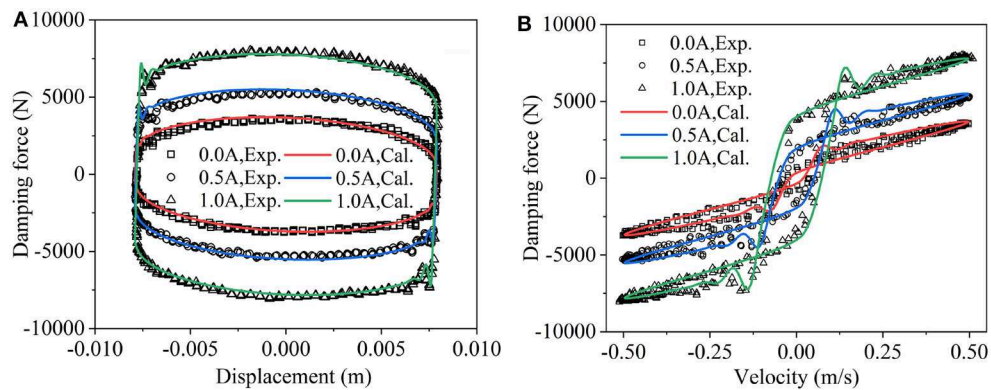 A
10000
5000
0
-5000
-10000
Damping force (N)
0.0A,Exp. 0.0A,Cal.
0.5A,Exp. 0.5A,Cal.
1.0A,Exp. 1.0A,Cal.
-0.010 -0.005 0.000 0.005 0.010
Displacement (m)
B
10000
5000
0
-5000
-10000
Damping force (N)
0.0A,Exp.
0.5A,Exp.
1.0A,Exp.
0.0A,Cal.
0.5A,Cal.
1.0A,Cal.
-0.50 -0.25 0.00 0.25 0.50
Velocity (m/s)